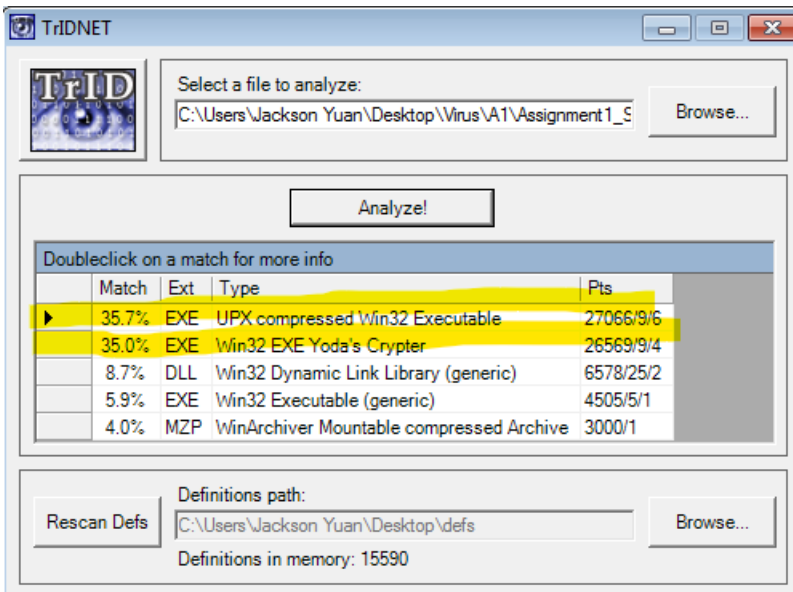 TrIDNET
TrID
Select a file to analyze:
C:\Users\Jackson Yuan\Desktop\Virus\A1\Assignment1_S
Browse...
Analyze!
Doubleclick on a match for more info
Match Ext Type Pts
35.7% EXE UPX compressed Win32 Executable 27066/9/6
35.0% EXE Win32 EXE Yoda's Crypter 26569/9/4
8.7% DLL Win32 Dynamic Link Library (generic) 6578/25/2
5.9% EXE Win32 Executable (generic) 4505/5/1
4.0% MZP WinArchiver Mountable compressed Archive 3000/1
Definitions path:
Rescan Defs C:\Users\Jackson Yuan\Desktop\defs Browse...
Definitions in memory: 15590